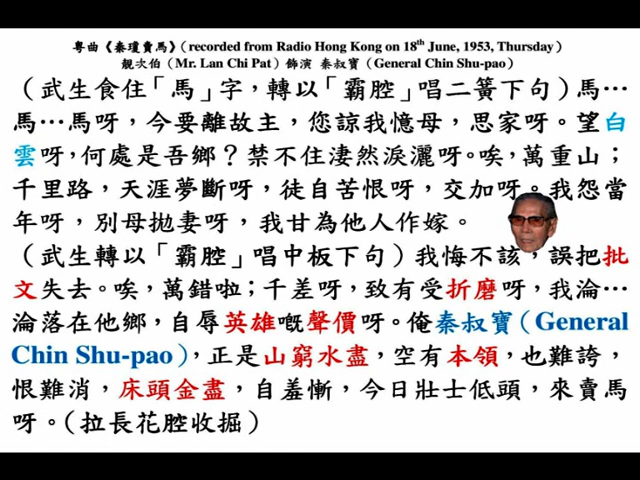 粵曲《秦瓊賣馬》(recorded from Radio Hong Kong on 18th June, 1953, Thursday)
靚次伯(Mr. Lan Chi Pat)飾演 秦叔寶(General Chin Shu-pao)
(武生食住「馬」字，轉以「霸腔」唱二簧下句)馬…
馬…馬呀，今要離故主，您諒我憶母，思家呀。望白
雲呀，何處是吾鄉？禁不住淒然淚灑呀。唉，萬重山；
千里路，天涯夢斷呀，徒自苦恨呀，交加呀。我怨當
年呀，別母拋妻呀，我甘為他人作嫁。
(武生轉以「霸腔」唱中板下句)我悔不該，誤把批
文失去。唉，萬錯啦；千差呀，致有受折磨呀，我淪…
淪落在他鄉，自辱英雄嘅聲價呀。俺秦叔寶(General
Chin Shu-pao)，正是山窮水盡，空有本領，也難誇，
恨難消，床頭金盡，自羞慚，今日壯士低頭，來賣馬
呀。(拉長花腔收掘)